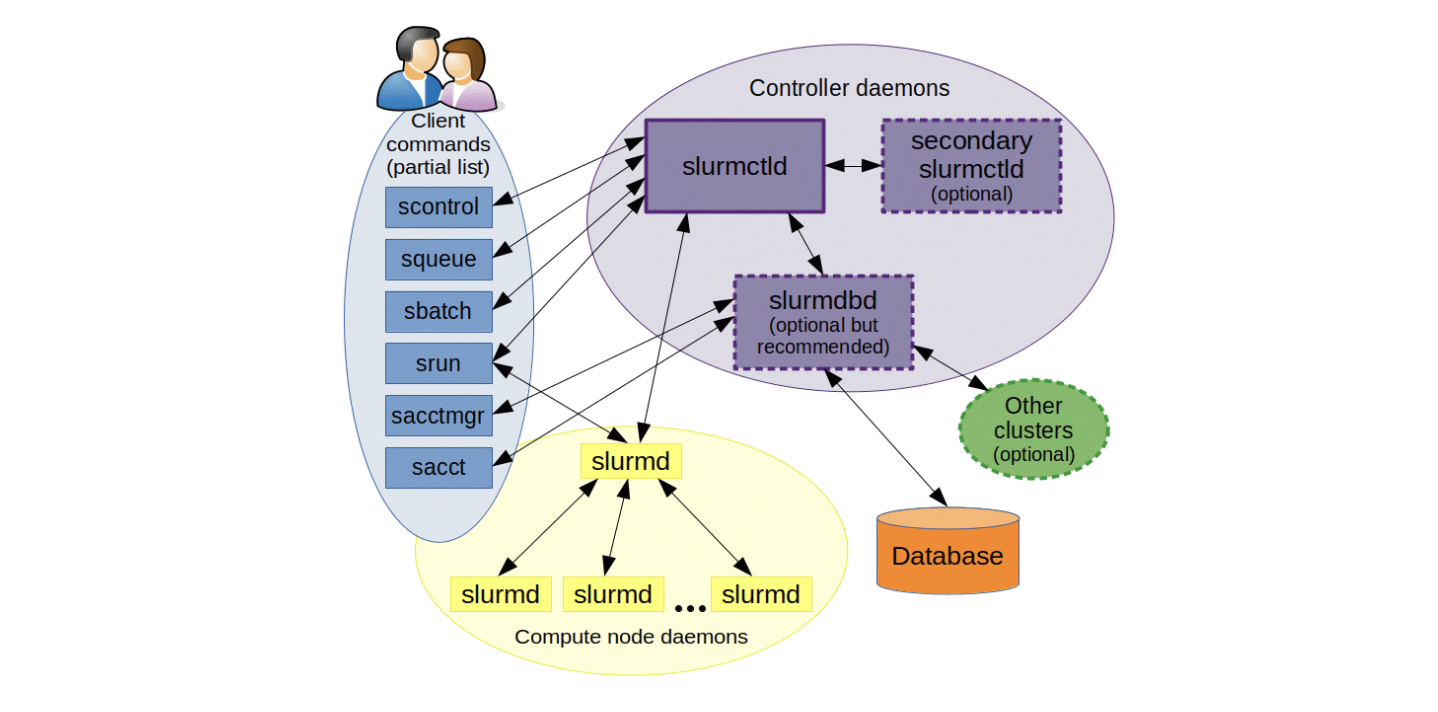 Client
commands
(partial list)
scontrol
squeue
sbatch
srun
sacctmgr
sacct
Controller daemons
slurmctld
secondary
slurmctld
(optional)
slurmdbd
(optional but
recommended)
Other
clusters
(optional)
Database
slurmd
slurmd
slurmd
...
slurmd
Compute node daemons